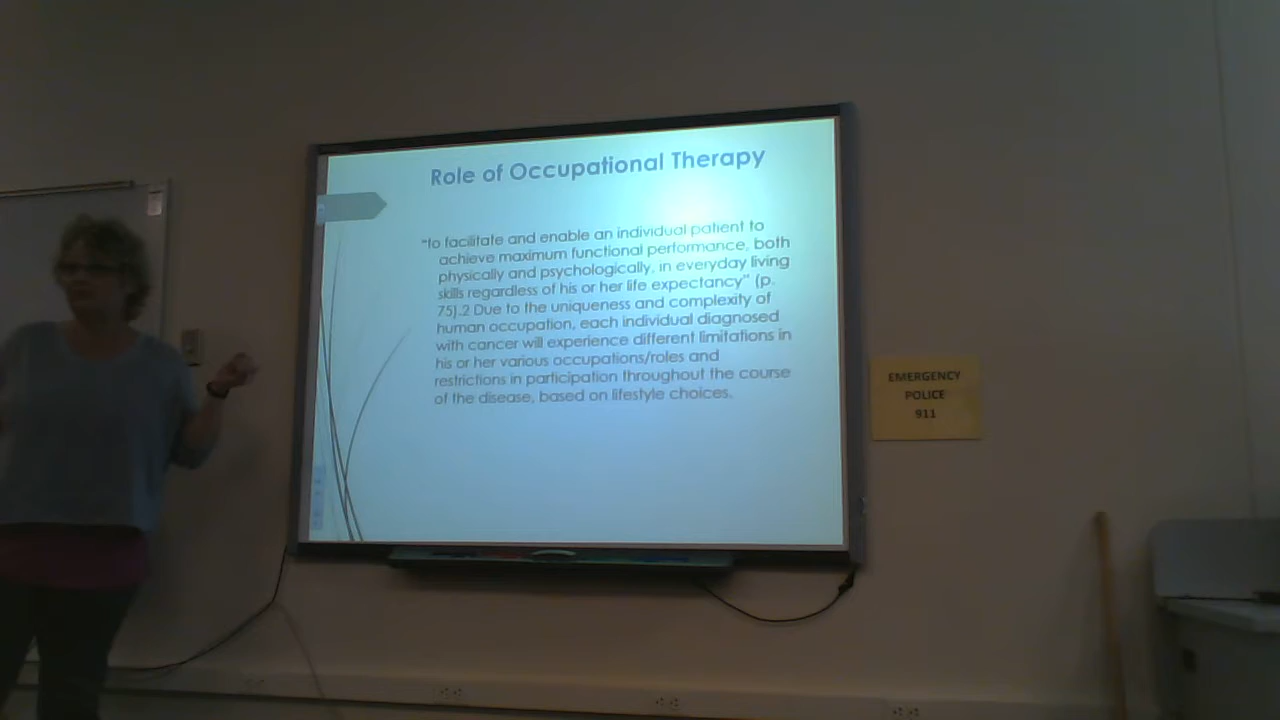 Role of Occupational Therapy
"to facilitate and enable an individual patient to
achieve maximum functional performance, both
physically and psychologically, in everyday living
skills regardless of his or her life expectancy" (p.
75).2 Due to the uniqueness and complexity of
human occupation, each individual diagnosed
with cancer will experience different limitations in
his or her various occupations/roles and
restrictions in participation throughout the course
of the disease, based on lifestyle choices.
EMERGENCY
POLICE
911